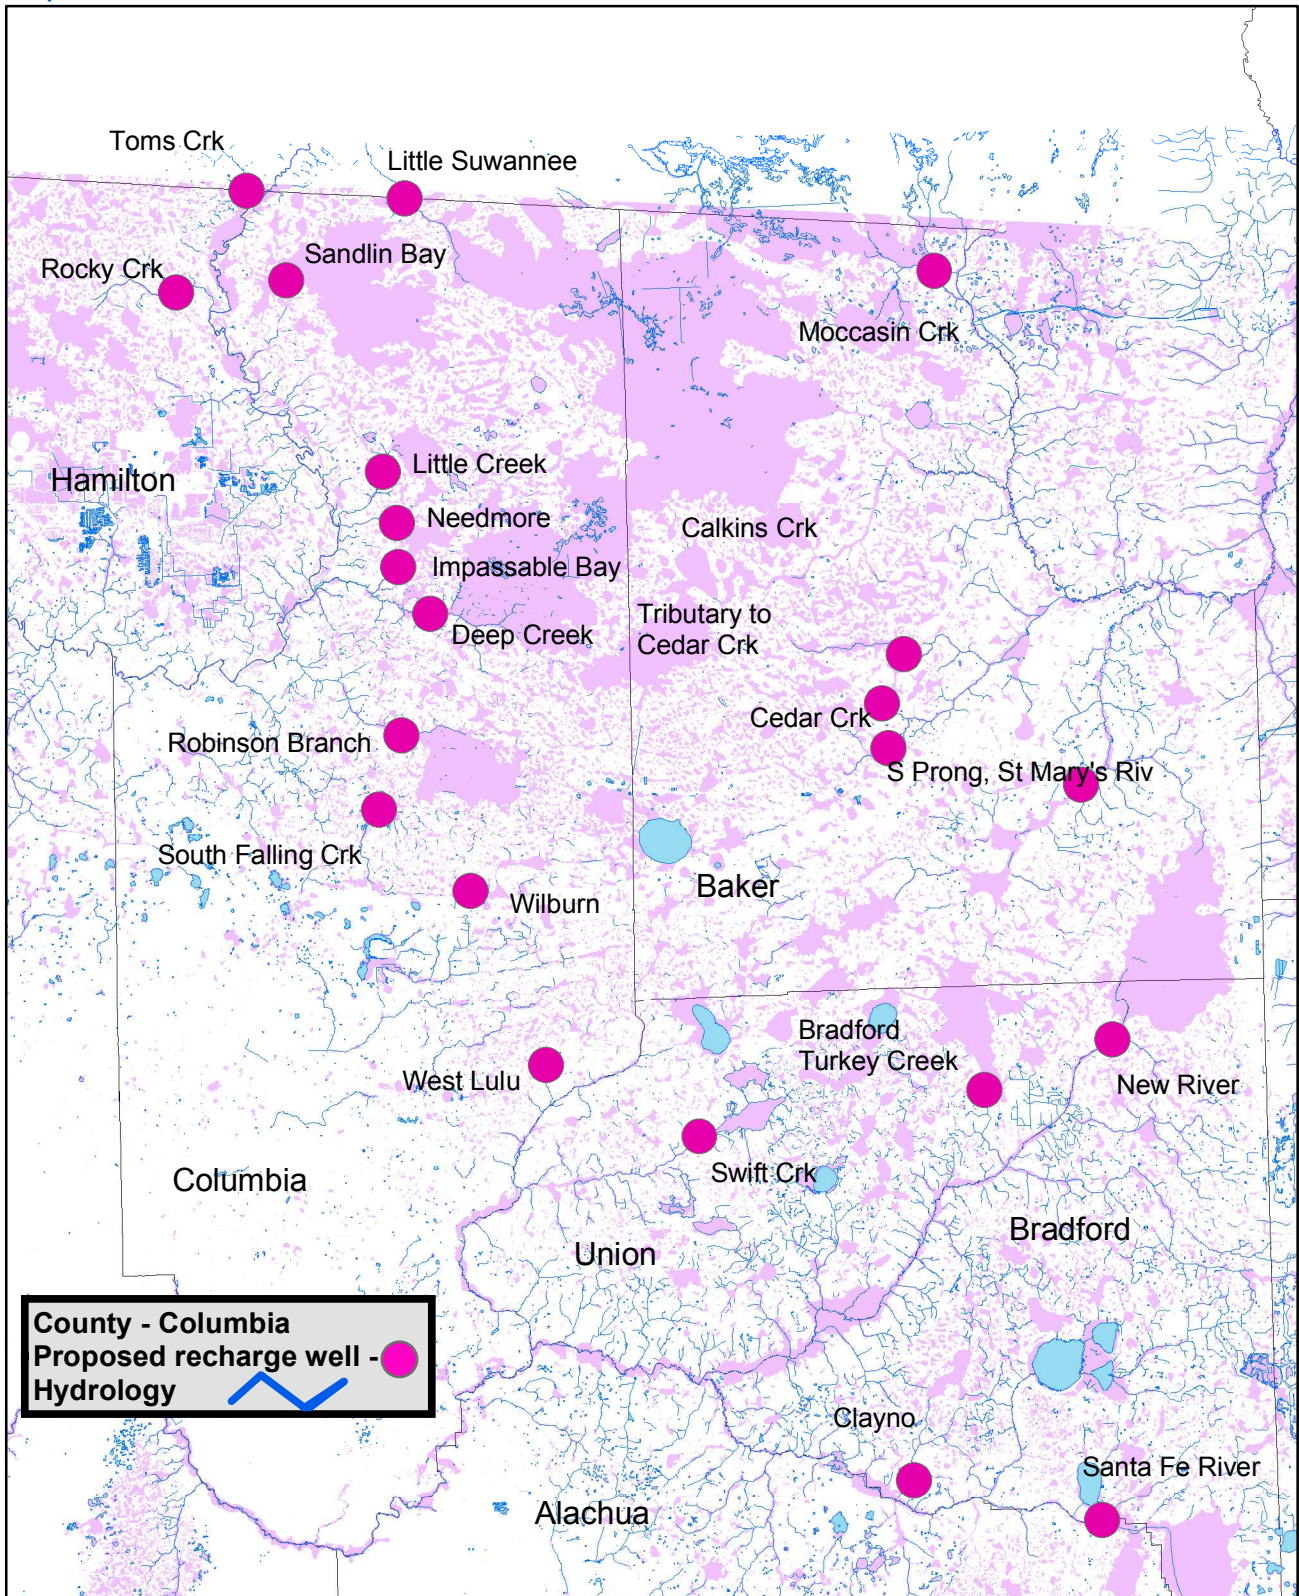 Toms Crk
Little Suwannee
Sandlin Bay
Rocky Crk
Moccasin Crk
Little Creek
Hamilton
Needmore
Calkins Crk
Impassable Bay
Tributary to
Cedar Crk
Deep Creek
Cedar Crk
Robinson Branch
S Prong, St Mary's Riv
South Falling Crk
Baker
Wilburn
Bradford
Turkey Creek
West Lulu
New River
Swift Crk
Columbia
Bradford
Union
County - Columbia
Proposed recharge well -
Hydrology
Clayno
Santa Fe River
Alachua